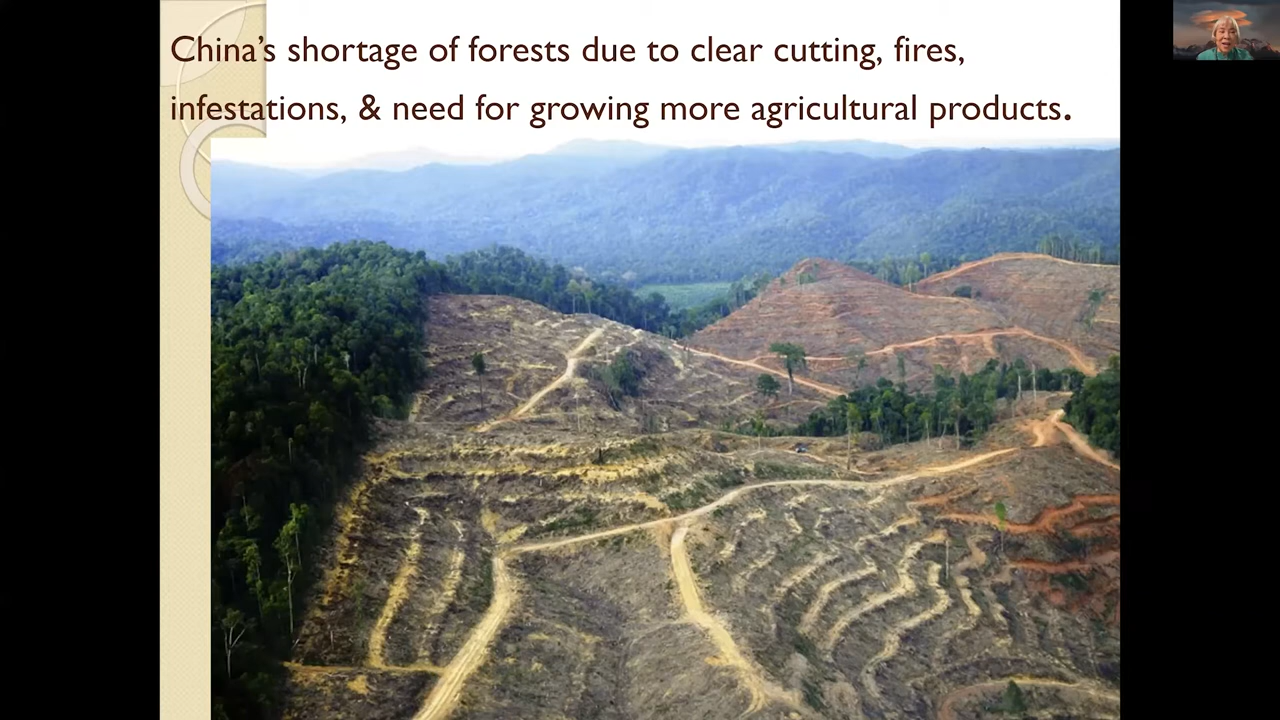 China’s shortage of forests due to clear cutting, fires,
infestations, & need for growing more agricultural products.